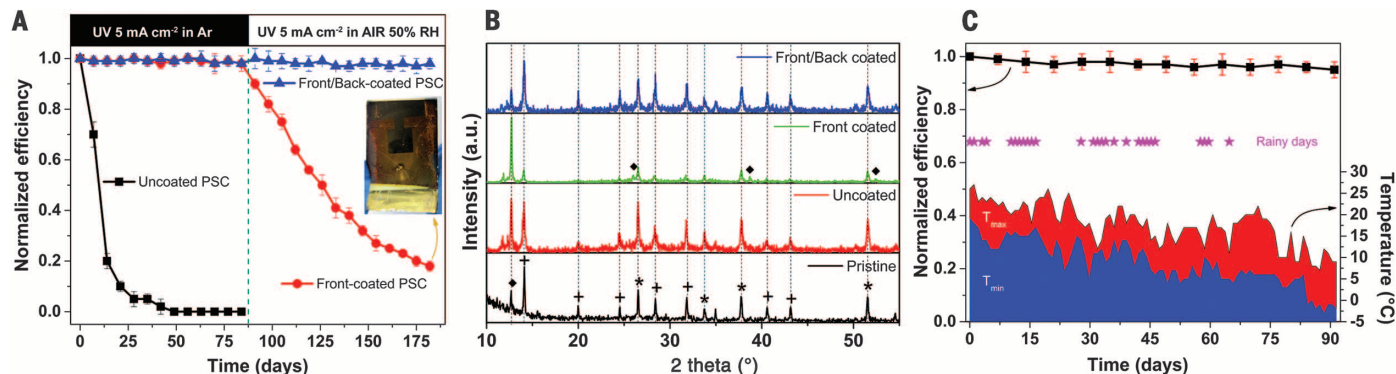 A
UV 5 mA cm⁻² in Ar
UV 5 mA cm⁻² in AIR 50% RH
Front/Back-coated PSC
Uncoated PSC
Front-coated PSC
Normalized efficiency
1.0
0.8
0.6
0.4
0.2
0.0
0
25
50
75
100
125
150
175
Time (days)
B
Front/Back coated
Front coated
Uncoated
Pristine
Intensity (a.u.)
10
20
30
40
50
2 theta (°)
C
Rainy days
Tmax
Tmin
Normalized efficiency
1.0
0.8
0.6
0.4
0.2
0.0
0
15
30
45
60
75
90
Time (days)
30
25
20
15
10
5
0
-5
Temperature (°C)